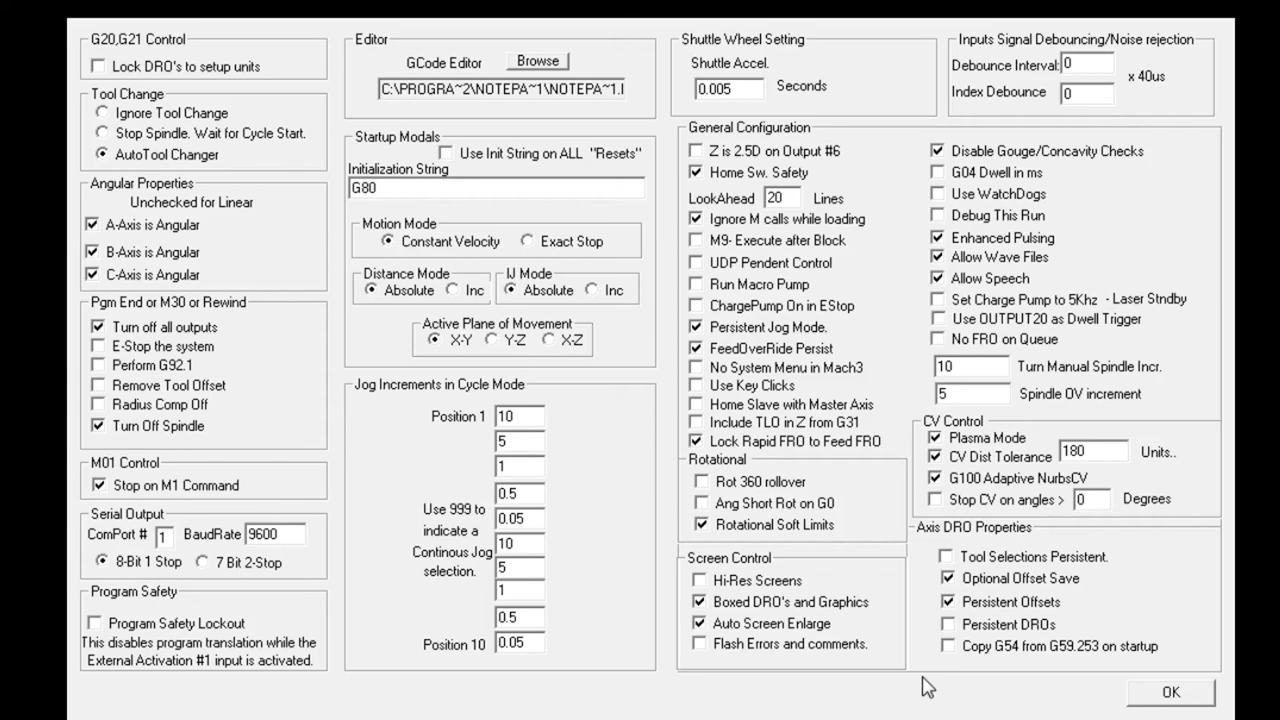 G20,G21 Control
Lock DRO's to setup units
Tool Change
Ignore Tool Change
Stop Spindle. Wait for Cycle Start.
AutoTool Changer
Angular Properties
Unchecked for Linear
A-Axis is Angular
B-Axis is Angular
C-Axis is Angular
Pgm End or M30 or Rewind
Turn off all outputs
E-Stop the system
Perform G92.1
Remove Tool Offset
Radius Comp Off
Turn Off Spindle
M01 Control
Stop on M1 Command
Serial Output
ComPort # 1 BaudRate 9600
8-Bit 1 Stop 7 Bit 2-Stop
Program Safety
Program Safety Lockout
This disables program translation while the
External Activation #1 input is activated.
Editor
GCode Editor Browse
C:\PROGRA~2\NOTEPA~1\NOTEPA~1.
Startup Modals
Use Init String on ALL "Resets"
Initialization String
G80
Motion Mode
Constant Velocity Exact Stop
Distance Mode
Absolute Inc
IJ Mode
Absolute Inc
Active Plane of Movement
X-Y Y-Z X-Z
Jog Increments in Cycle Mode
Position 1 10
5
1
0.5
Use 999 to 0.05
indicate a
Continous Jog 10
selection. 5
1
0.5
Position 10 0.05
Shuttle Wheel Setting
Shuttle Accel.
0.005 Seconds
Inputs Signal Debouncing/Noise rejection
Debounce Interval: 0
x 40us
Index Debounce 0
General Configuration
Z is 2.5D on Output #6
Home Sw. Safety
LookAhead 20 Lines
Ignore M calls while loading
M9- Execute after Block
UDP Pendent Control
Run Macro Pump
ChargePump On in EStop
Persistent Jog Mode.
FeedOverRide Persist
No System Menu in Mach3
Use Key Clicks
Home Slave with Master Axis
Include TLO in Z from G31
Lock Rapid FRO to Feed FRO
Disable Gouge/Concavity Checks
G04 Dwell in ms
Use WatchDogs
Debug This Run
Enhanced Pulsing
Allow Wave Files
Allow Speech
Set Charge Pump to 5Khz - Laser Stndby
Use OUTPUT20 as Dwell Trigger
No FRO on Queue
10 Turn Manual Spindle Incr.
5 Spindle OV increment
CV Control
Plasma Mode
CV Dist Tolerance 180 Units..
G100 Adaptive NurbsCV
Stop CV on angles > 0 Degrees
Rotational
Rot 360 rollover
Ang Short Rot on G0
Rotational Soft Limits
Screen Control
Hi-Res Screens
Boxed DRO's and Graphics
Auto Screen Enlarge
Flash Errors and comments.
Axis DRO Properties
Tool Selections Persistent.
Optional Offset Save
Persistent Offsets
Persistent DROs
Copy G54 from G59.253 on startup
OK